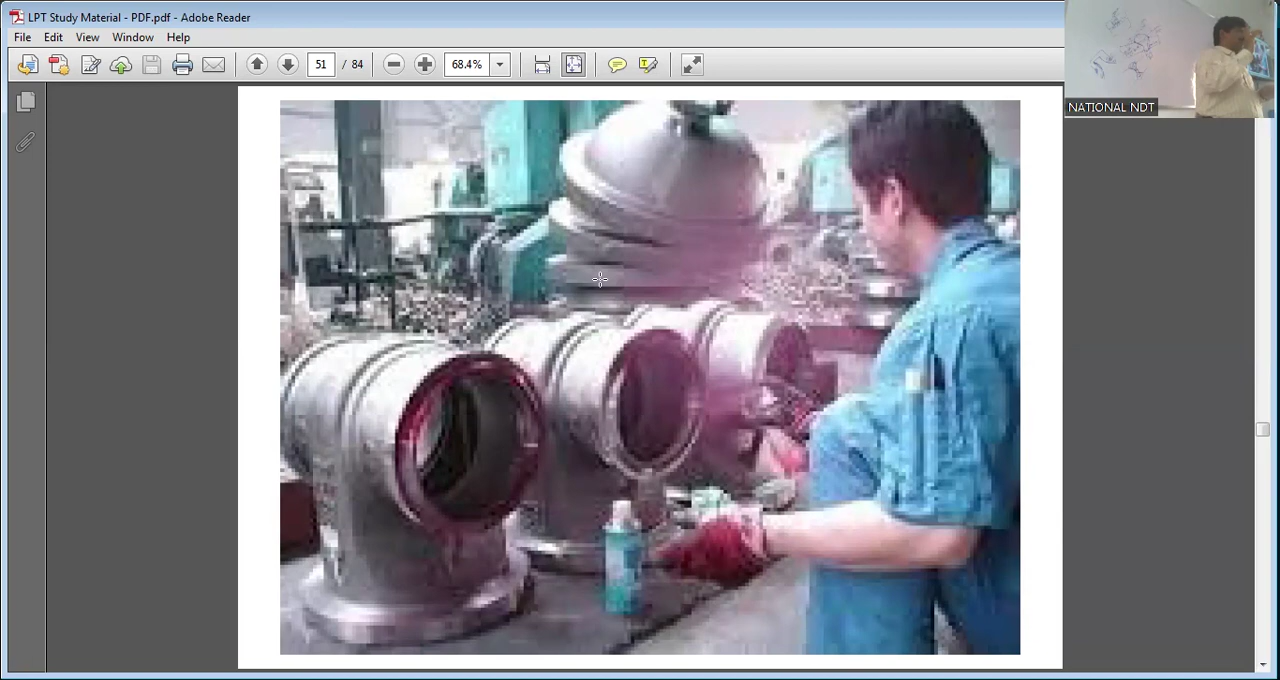 LPT Study Material - PDF.pdf - Adobe Reader
File Edit View Window Help
51 / 84 68.4%
NATIONAL NDT